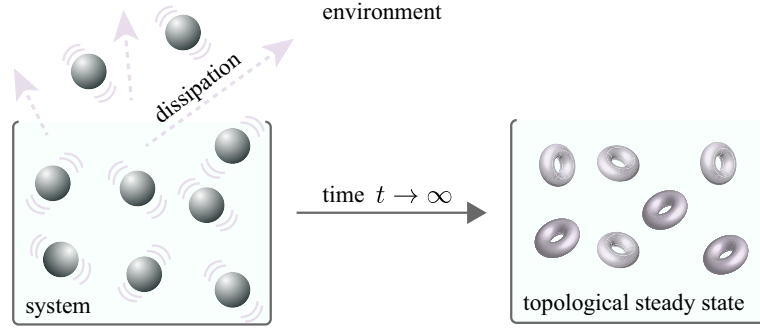 environment
dissipation
time t → ∞
system
topological steady state